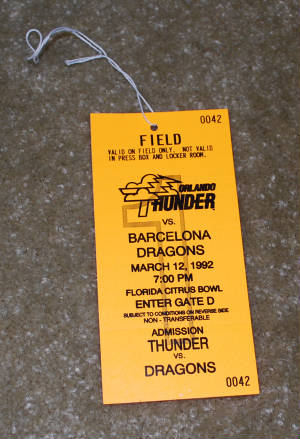 0042
FIELD
VALID ON FIELD ONLY. NOT VALID
IN PRESS BOX AND LOCKER ROOM.
ORLANDO
THUNDER
VS.
BARCELONA
DRAGONS
MARCH 12, 1992
7:00 PM
FLORIDA CITRUS BOWL
ENTER GATE D
SUBJECT TO CONDITIONS ON REVERSE SIDE
NON - TRANSFERABLE
ADMISSION
THUNDER
VS.
DRAGONS
0042